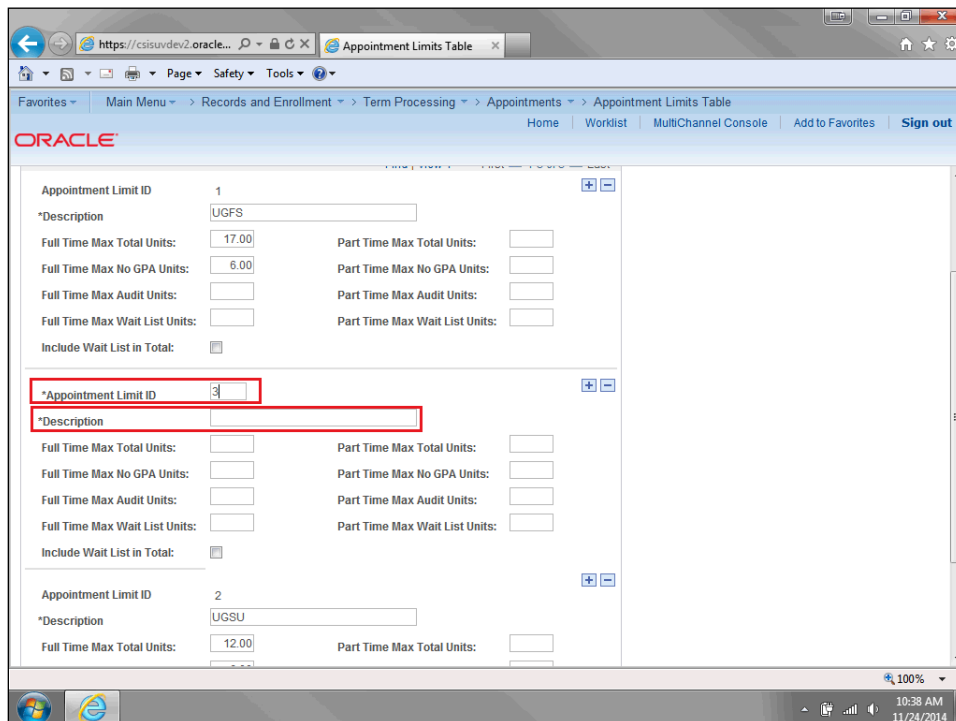 https://csisuvdev2.oracle...
Appointment Limits Table
Page Safety Tools
Favorites Main Menu > Records and Enrollment > Term Processing > Appointments > Appointment Limits Table
Home Worklist MultiChannel Console Add to Favorites Sign out
ORACLE
Appointment Limit ID 1
*Description UGFS
Full Time Max Total Units: 17.00 Part Time Max Total Units:
Full Time Max No GPA Units: 6.00 Part Time Max No GPA Units:
Full Time Max Audit Units: Part Time Max Audit Units:
Full Time Max Wait List Units: Part Time Max Wait List Units:
Include Wait List in Total:
*Appointment Limit ID 3
*Description
Full Time Max Total Units: Part Time Max Total Units:
Full Time Max No GPA Units: Part Time Max No GPA Units:
Full Time Max Audit Units: Part Time Max Audit Units:
Full Time Max Wait List Units: Part Time Max Wait List Units:
Include Wait List in Total:
Appointment Limit ID 2
*Description UGSU
Full Time Max Total Units: 12.00 Part Time Max Total Units:
100%
10:38 AM
11/24/2014